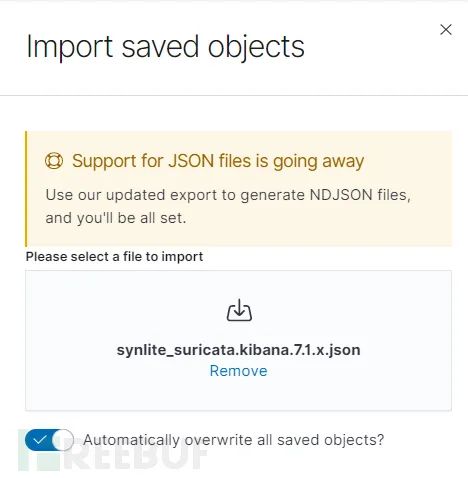 Import saved objects
Support for JSON files is going away
Use our updated export to generate NDJSON files,
and you'll be all set.
Please select a file to import
synlite_suricata.kibana.7.1.x.json
Remove
Automatically overwrite all saved objects?
FREEBUF